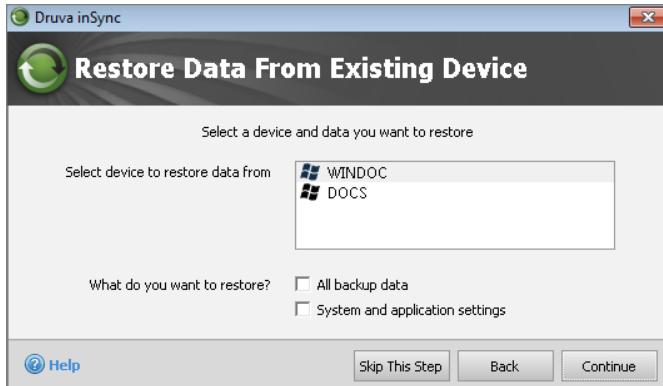 Druva inSync
Restore Data From Existing Device
Select a device and data you want to restore
Select device to restore data from
WINDOC
DOCS
What do you want to restore?
All backup data
System and application settings
Help
Skip This Step
Back
Continue